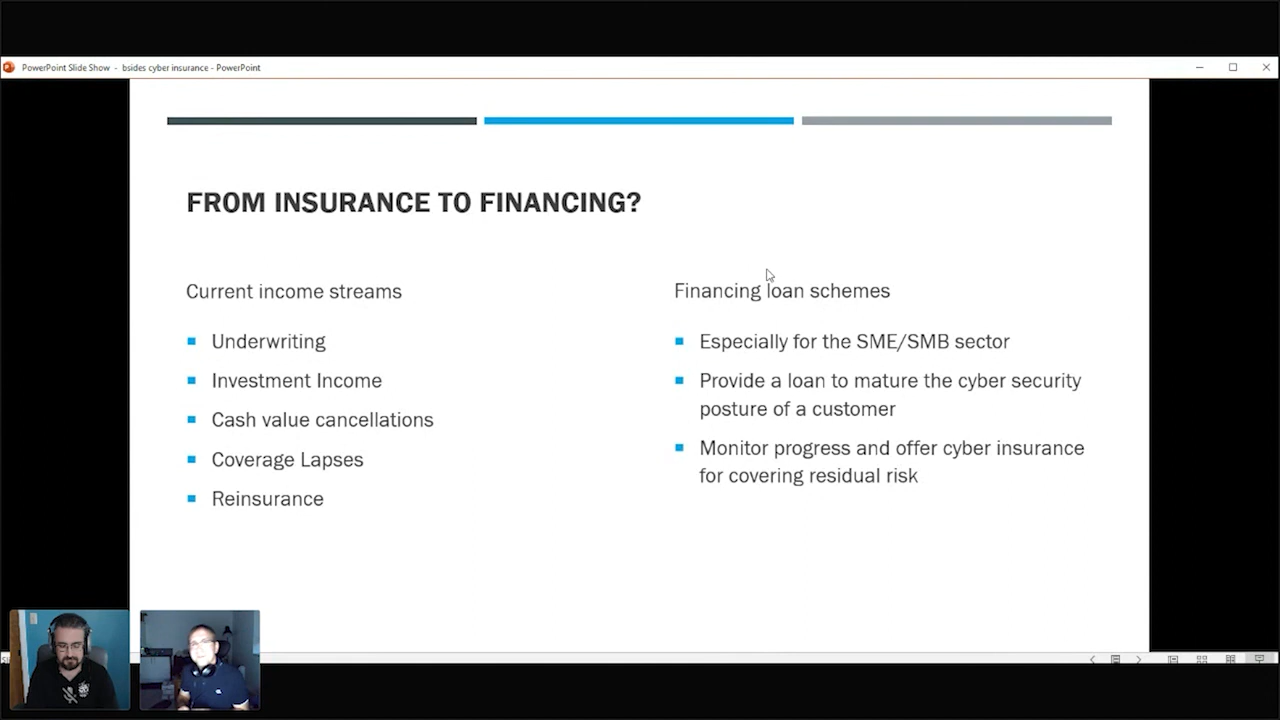 PowerPoint Slide Show - bsides cyber insurance - PowerPoint
FROM INSURANCE TO FINANCING?
Current income streams
Underwriting
Investment Income
Cash value cancellations
Coverage Lapses
Reinsurance
Financing loan schemes
Especially for the SME/SMB sector
Provide a loan to mature the cyber security
posture of a customer
Monitor progress and offer cyber insurance
for covering residual risk